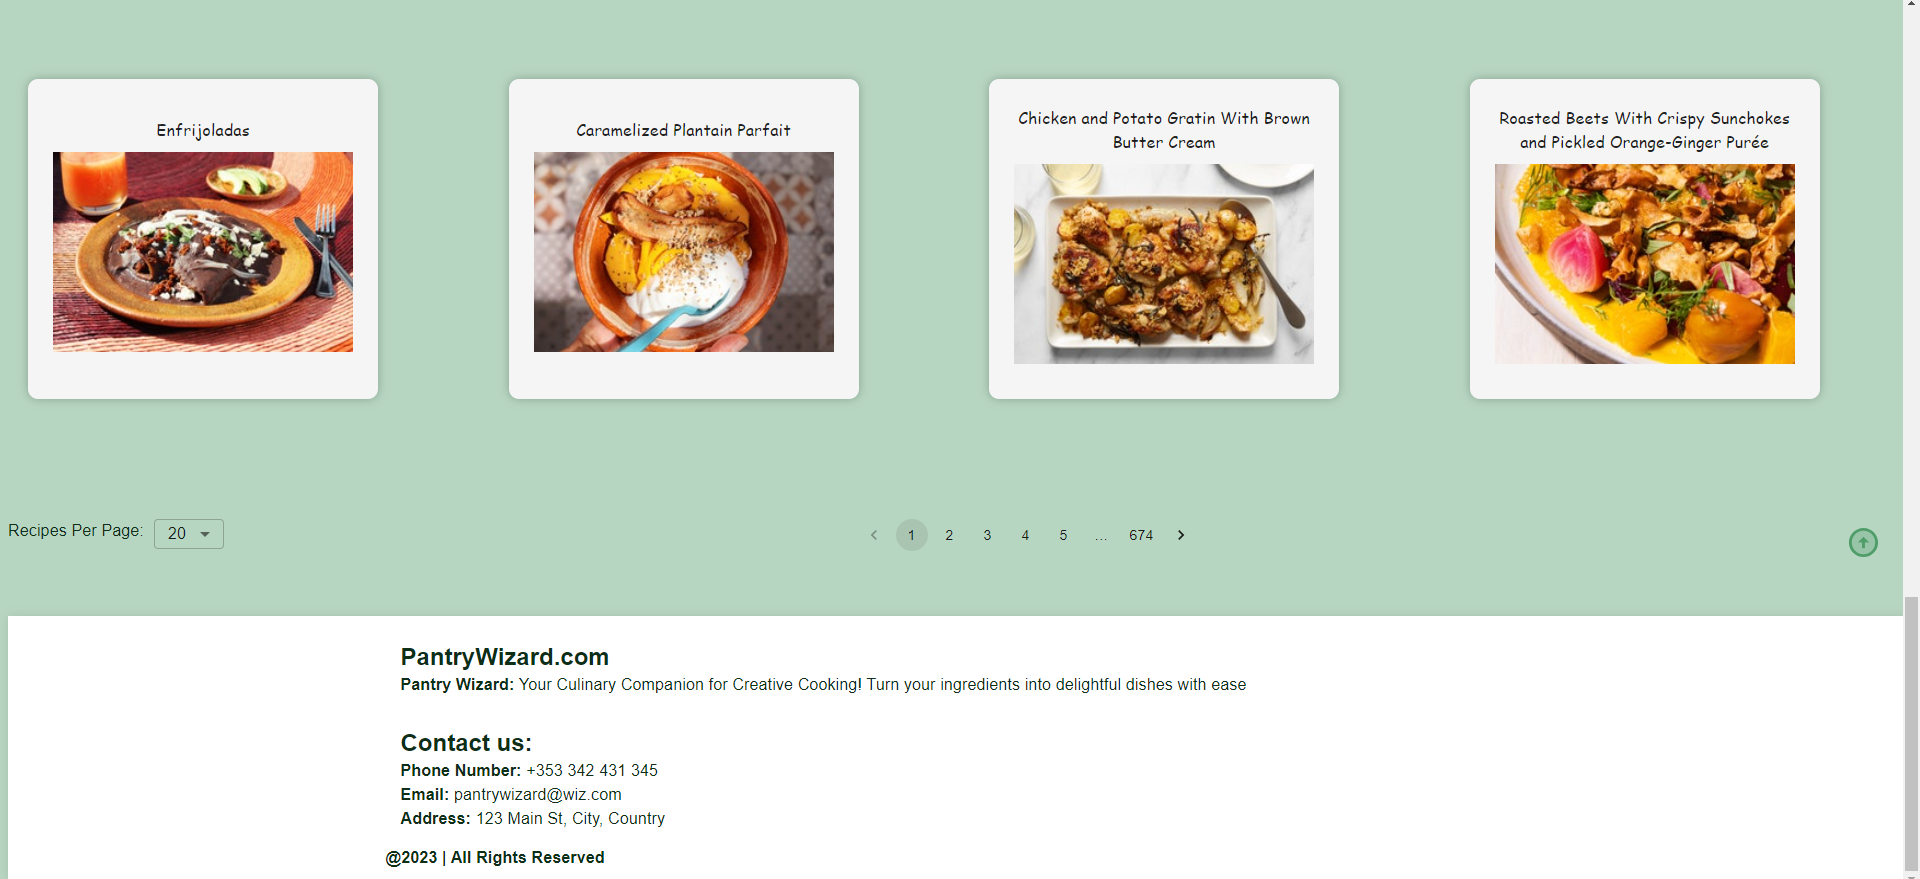 Enfrijoladas
Caramelized Plantain Parfait
Chicken and Potato Gratin With Brown
Butter Cream
Roasted Beets With Crispy Sunchokes
and Pickled Orange-Ginger Purée
Recipes Per Page: 20
1 2 3 4 5 ... 674
PantryWizard.com
Pantry Wizard: Your Culinary Companion for Creative Cooking! Turn your ingredients into delightful dishes with ease
Contact us:
Phone Number: +353 342 431 345
Email: pantrywizard@wiz.com
Address: 123 Main St, City, Country
@2023 | All Rights Reserved